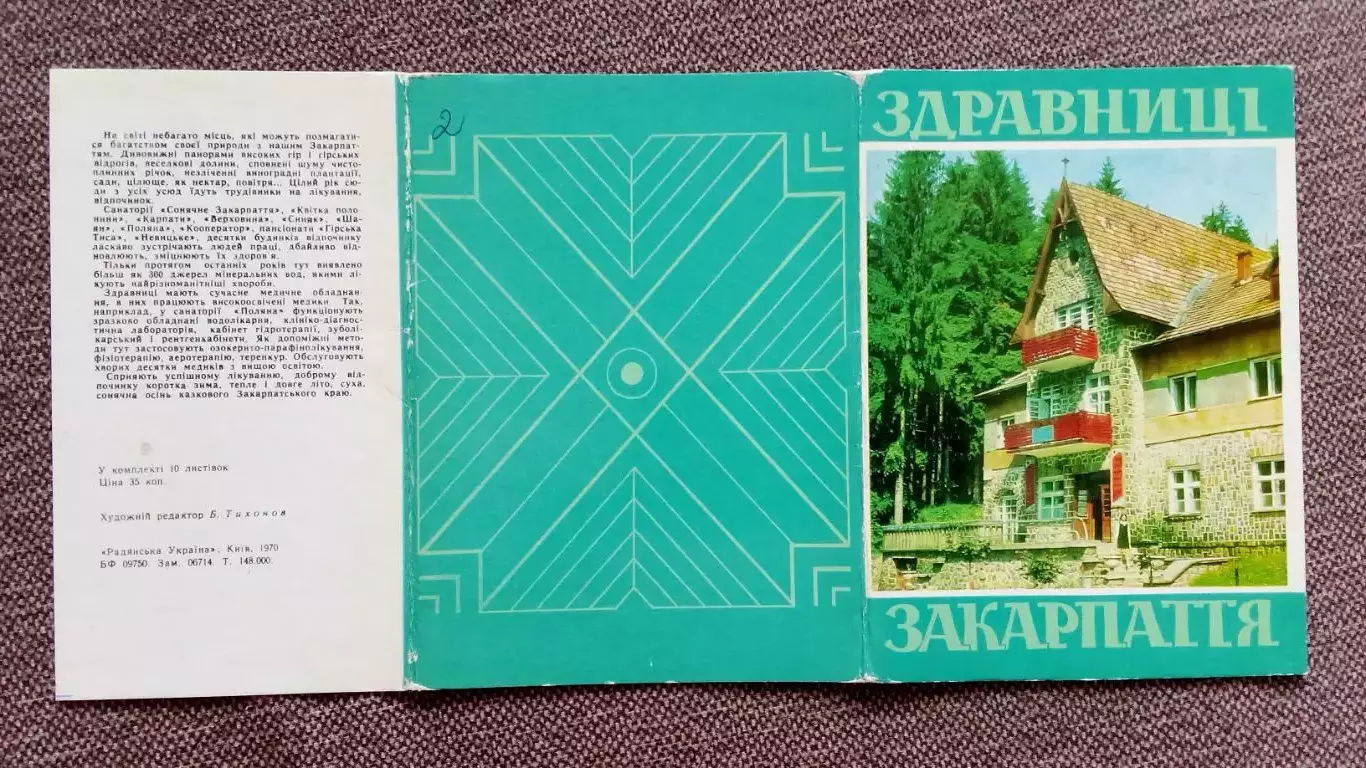 На світі небагато місць, які можуть позмагати-
ся багатством своєї природи з нашим Закарпат-
тям. Дивовижні панорами високих гір і гірських
відрогів, веселкові долини, сповнені шуму чисто-
плинних річок, незліченні виноградні плантації,
сади, цілюще, як нектар, повітря... Цілий рік сю-
ди з усіх усюд їдуть трудівники на лікування,
відпочинок.
Санаторії «Сонячне Закарпаття», «Квітка поло-
нини», «Карпати», «Верховина», «Синяк», «Ша-
ян», «Поляна», «Кооператор», пансіонати «Гірська
Тиса», «Невицьке», десятки будинків відпочинку
ласкаво зустрічають людей праці, дбайливо від-
новлюють, зміцнюють їх здоров'я.
Тільки протягом останніх років тут виявлено
більш як 300 джерел мінеральних вод, якими лі-
кують найрізноманітніші хвороби.
Здравниці мають сучасне медичне обладнан-
ня, в них працюють високоосвічені медики. Так,
наприклад, у санаторії «Поляна» функціонують
зразково обладнані водолікарня, клініко-діагнос-
тична лабораторія, кабінет гідротерапії, зуболі-
карський і рентгенкабінети. Як допоміжні мето-
ди тут застосовують озокерито-парафінолікування,
фізіотерапію, аеротерапію, теренкур. Обслуговують
хворих десятки медиків з вищою освітою.
Сприяють успішному лікуванню, доброму від-
починку коротка зима, тепле і довге літо, суха,
сонячна осінь казкового Закарпатського краю.
У комплекті 10 листівок
Ціна 35 коп.
Художній редактор Б. Тихонов
«Радянська Україна», Київ, 1970
БФ 09750. Зам. 06714. Т. 148.000.
2
ЗДРАВНИЦІ
ЗАКАРПАТТЯ